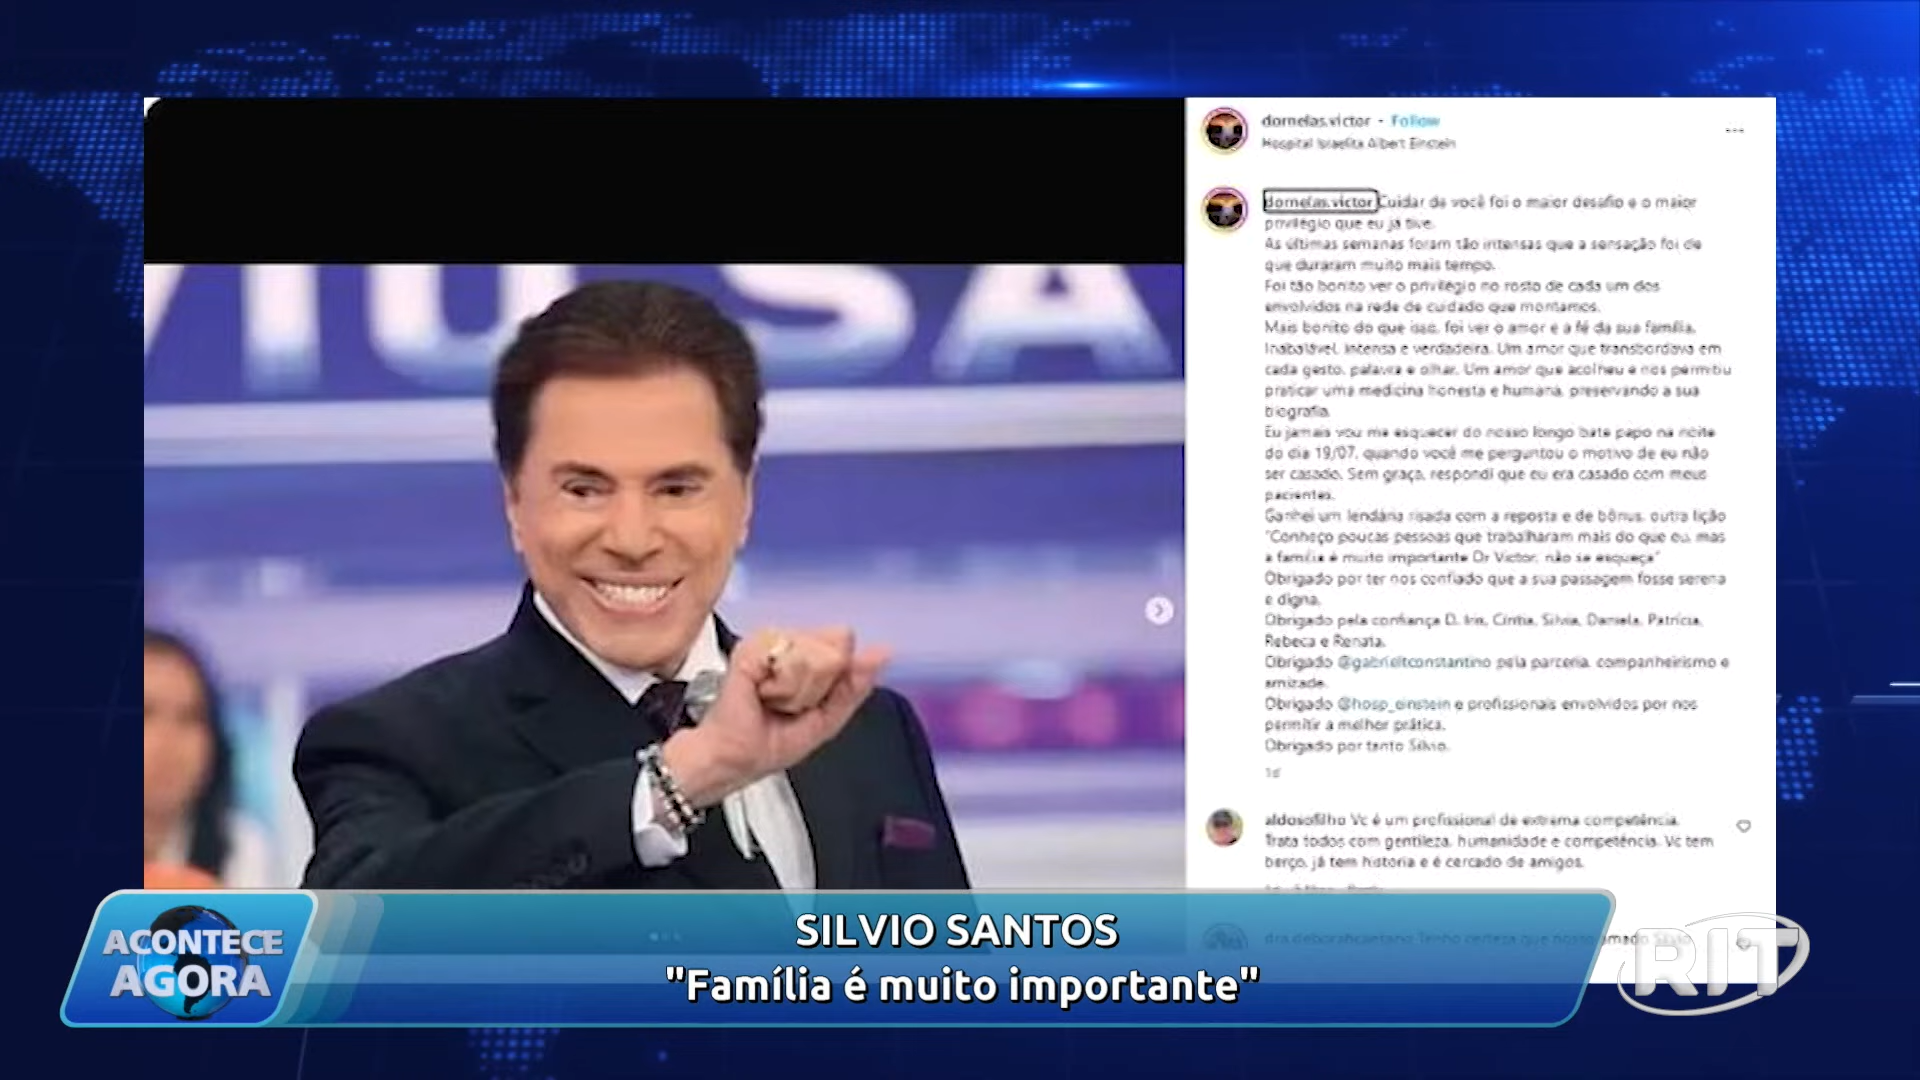 VIO SA
dornelas.victor • Follow
Hospital Israelita Albert Einstein
dornelas.victor Cuidar de você foi o maior desafio e o maior
privilégio que eu já tive.
As últimas semanas foram tão intensas que a sensação foi de
que duraram muito mais tempo.
Foi tão bonito ver o privilégio no rosto de cada um dos
envolvidos na rede de cuidado que montamos.
Mais bonito do que isso, foi ver o amor e a fé da sua família.
Inabalável, intensa e verdadeira. Um amor que transbordava em
cada gesto, palavra e olhar. Um amor que acolheu e nos permitiu
praticar uma medicina honesta e humana, preservando a sua
biografia.
Eu jamais vou me esquecer do nosso longo bate papo na noite
do dia 19/07, quando você me perguntou o motivo de eu não
ser casado. Sem graça, respondi que eu era casado com meus
pacientes.
Ganhei um lendária risada com a reposta e de bônus, outra lição
"Conheço poucas pessoas que trabalharam mais do que eu, mas
a família é muito importante Dr Victor, não se esqueça"
Obrigado por ter nos confiado que a sua passagem fosse serena
e digna.
Obrigado pela confiança D. Iris, Cintia, Silvia, Daniela, Patrícia,
Rebeca e Renata.
Obrigado @gabrieltconstantino pela parceria, companheirismo e
amizade.
Obrigado @hosp_einstein e profissionais envolvidos por nos
permitir a melhor prática.
Obrigado por tanto Silvio.
1d
aldosofilho Vc é um profissional de extrema competência.
Trata todos com gentileza, humanidade e competência. Vc tem
berço, já tem historia e é cercado de amigos.
dra.deborahcaetano Tenho certeza que nosso amado Silvio
SILVIO SANTOS
"Família é muito importante"
ACONTECE
AGORA
RIT